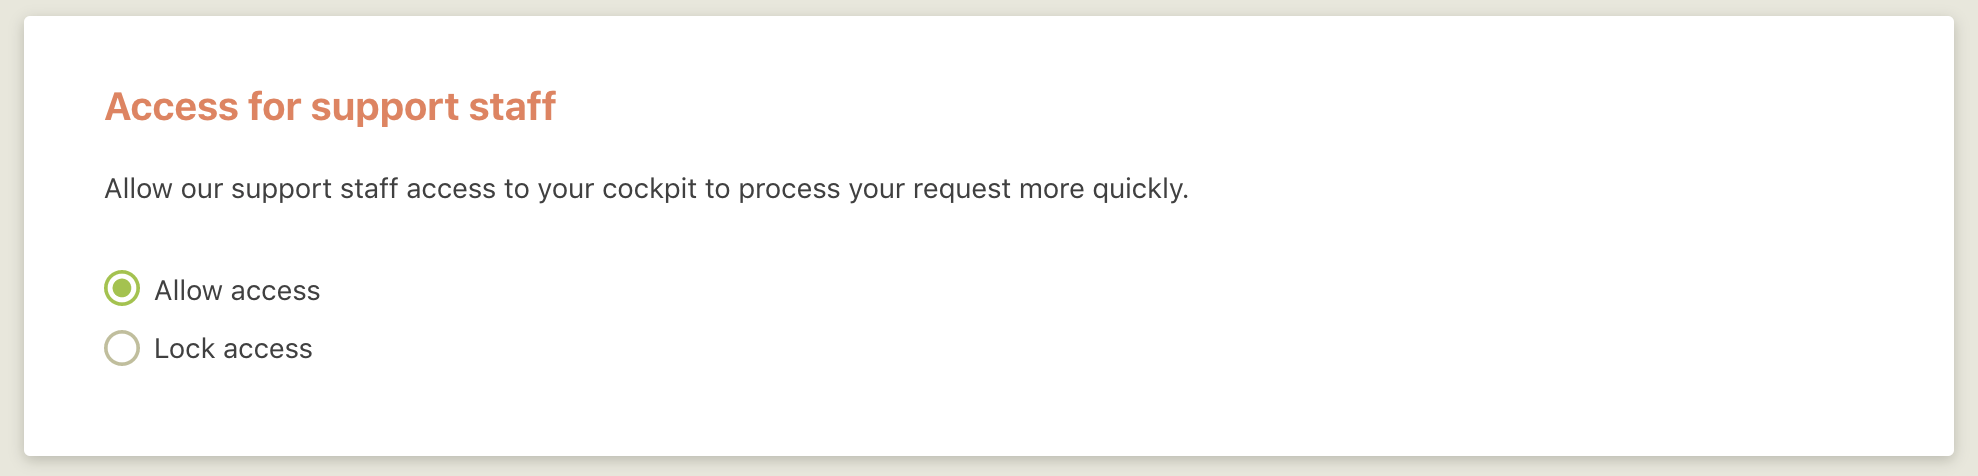 Access for support staff
Allow our support staff access to your cockpit to process your request more quickly.
Allow access
Lock access